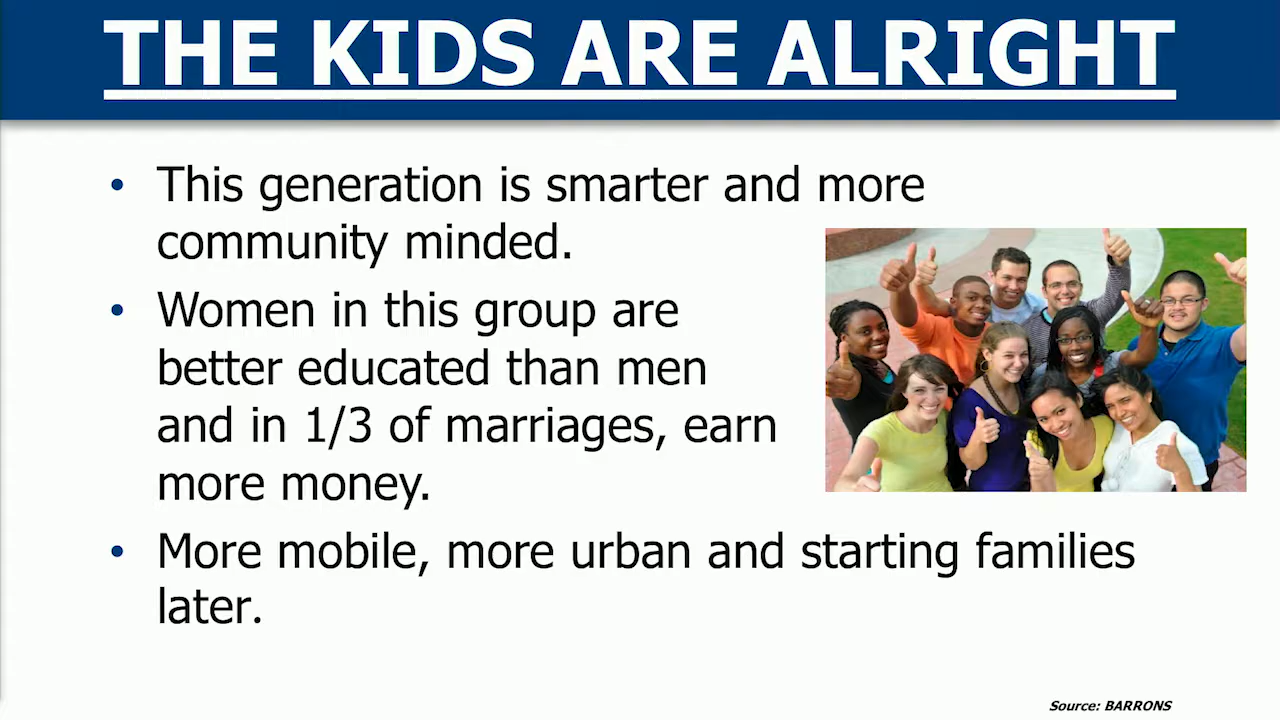 THE KIDS ARE ALRIGHT
• This generation is smarter and more
community minded.
• Women in this group are
better educated than men
and in 1/3 of marriages, earn
more money.
• More mobile, more urban and starting families
later.
Source: BARRONS